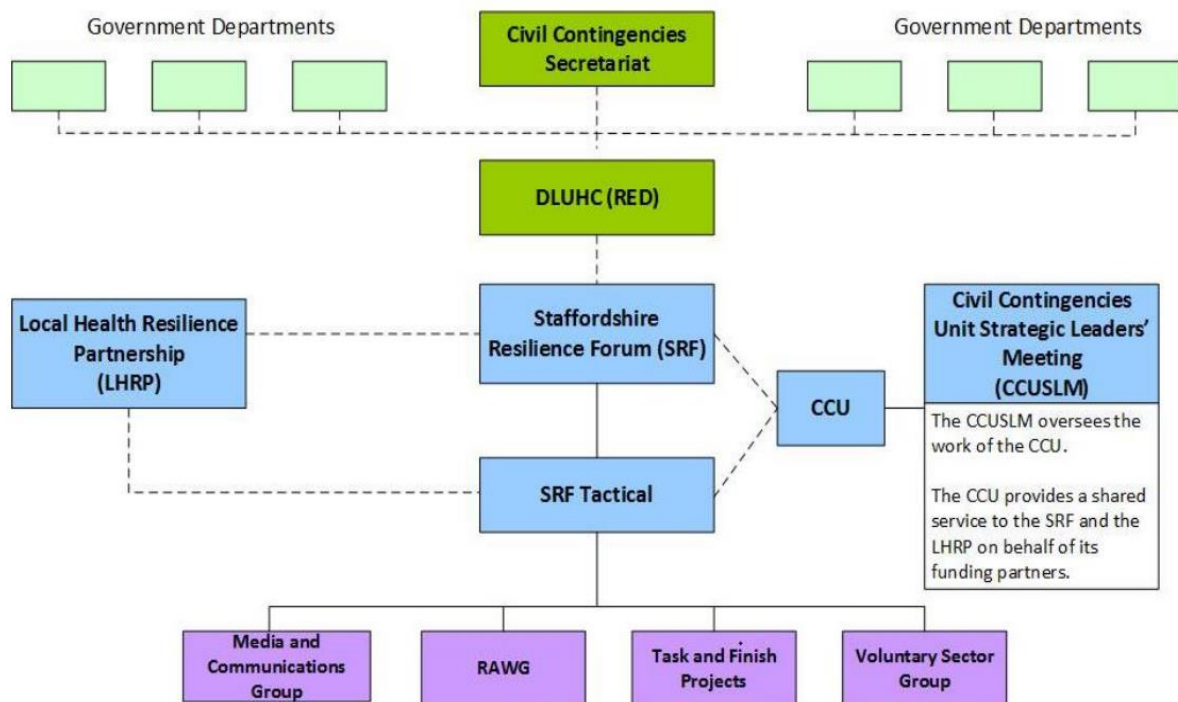 Government Departments
Civil Contingencies
Secretariat
Government Departments
DLUHC (RED)
Local Health Resilience
Partnership
(LHRP)
Staffordshire
Resilience Forum (SRF)
CCU
Civil Contingencies
Unit Strategic Leaders’
Meeting
(CCUSLM)
The CCUSLM oversees the
work of the CCU.
The CCU provides a shared
service to the SRF and the
LHRP on behalf of its
funding partners.
SRF Tactical
Media and
Communications
Group
RAWG
Task and Finish
Projects
Voluntary Sector
Group